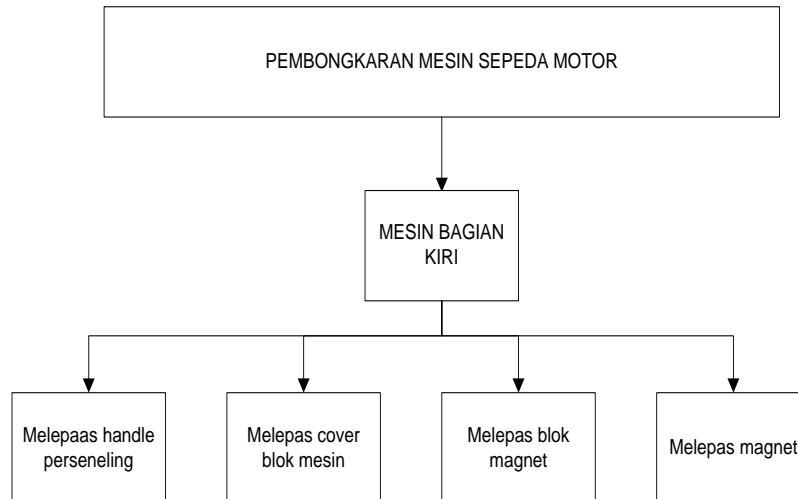 PEMBONGKARAN MESIN SEPEDA MOTOR
MESIN BAGIAN
KIRI
Melepaas handle
perseneling
Melepas cover
blok mesin
Melepas blok
magnet
Melepas magnet